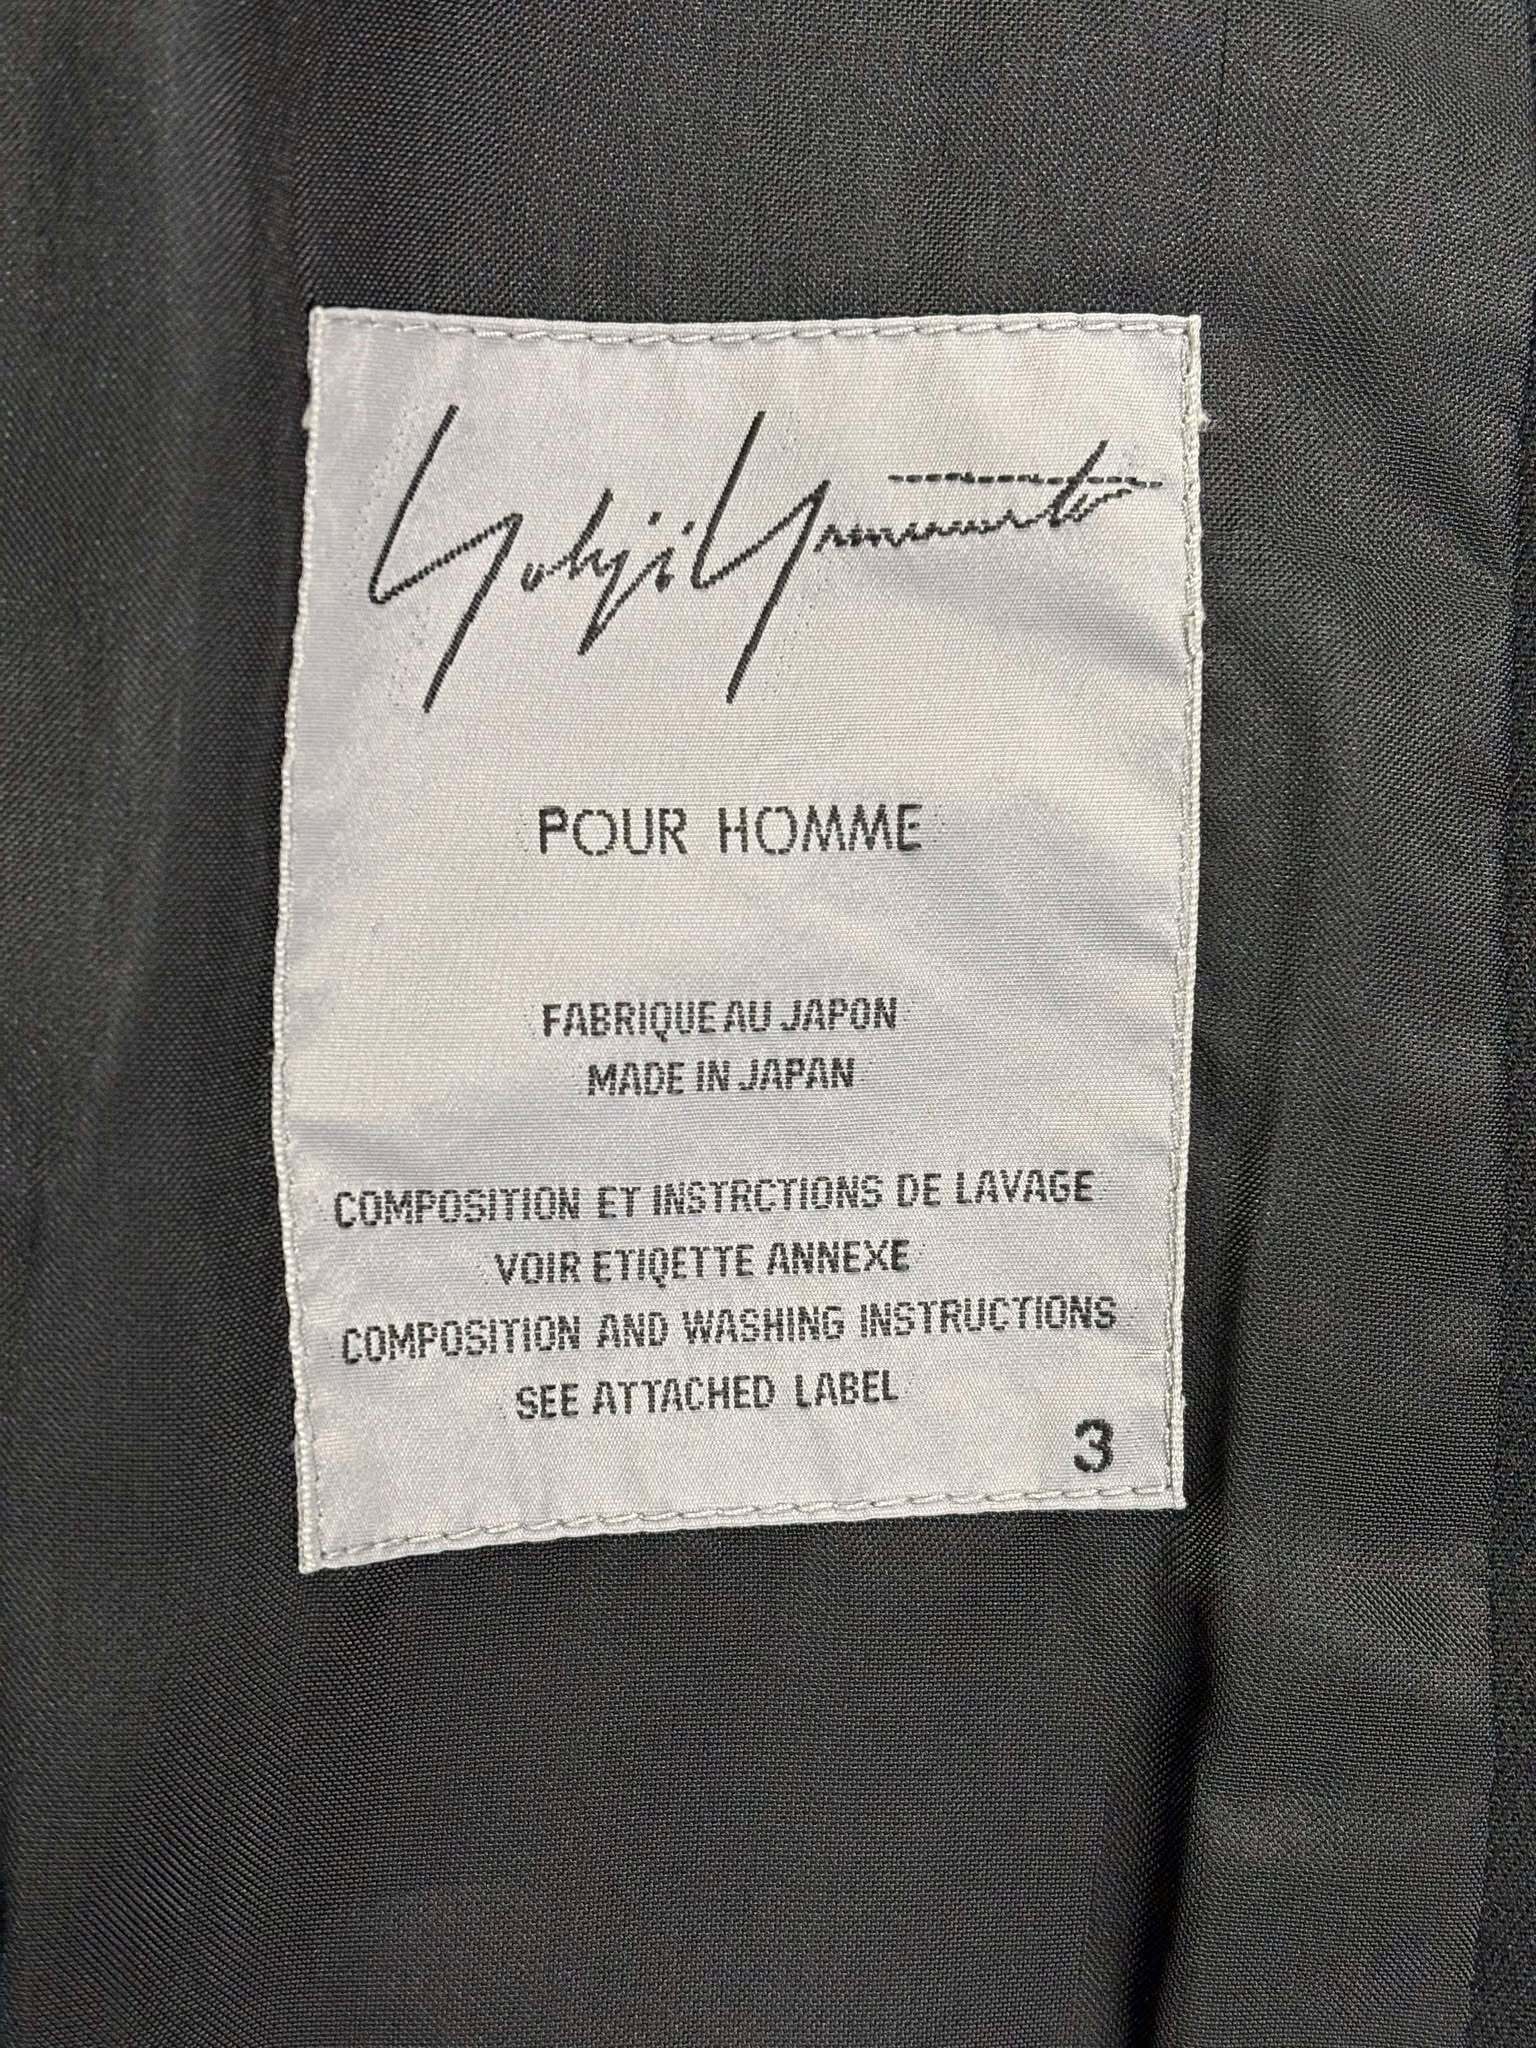 Yohji Yamamoto
POUR HOMME
FABRIQUE AU JAPON
MADE IN JAPAN
COMPOSITION ET INSTRCTIONS DE LAVAGE
VOIR ETIQETTE ANNEXE
COMPOSITION AND WASHING INSTRUCTIONS
SEE ATTACHED LABEL
3